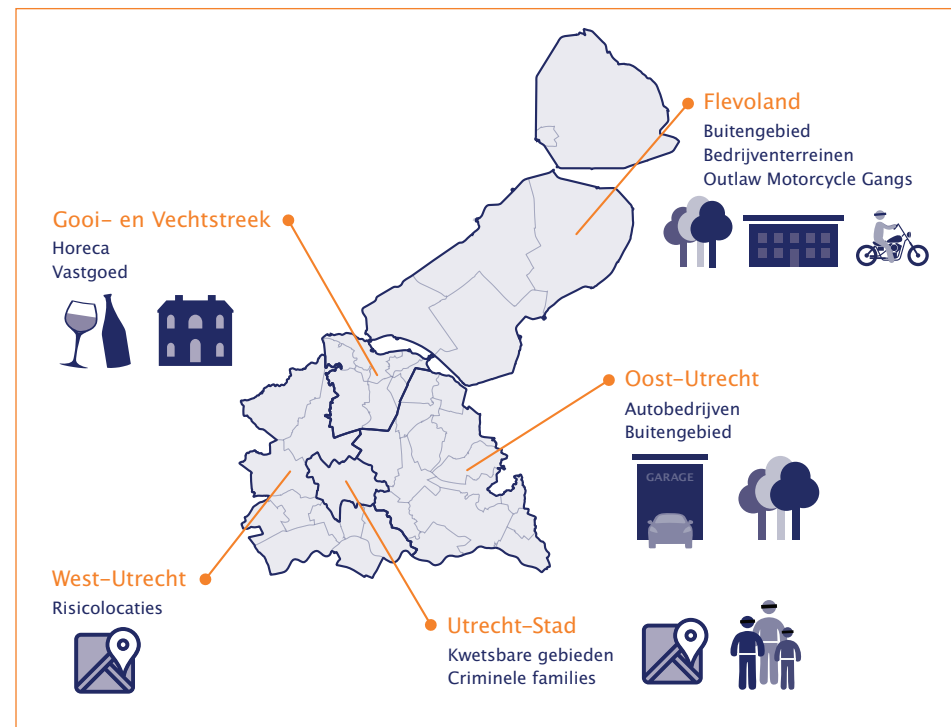 Flevoland
Buitengebied
Bedrijventerreinen
Outlaw Motorcycle Gangs
Gooi- en Vechtstreek
Horeca
Vastgoed
Oost-Utrecht
Autobedrijven
Buitengebied
GARAGE
West-Utrecht
Risicolocaties
Utrecht-Stad
Kwetsbare gebieden
Criminele families